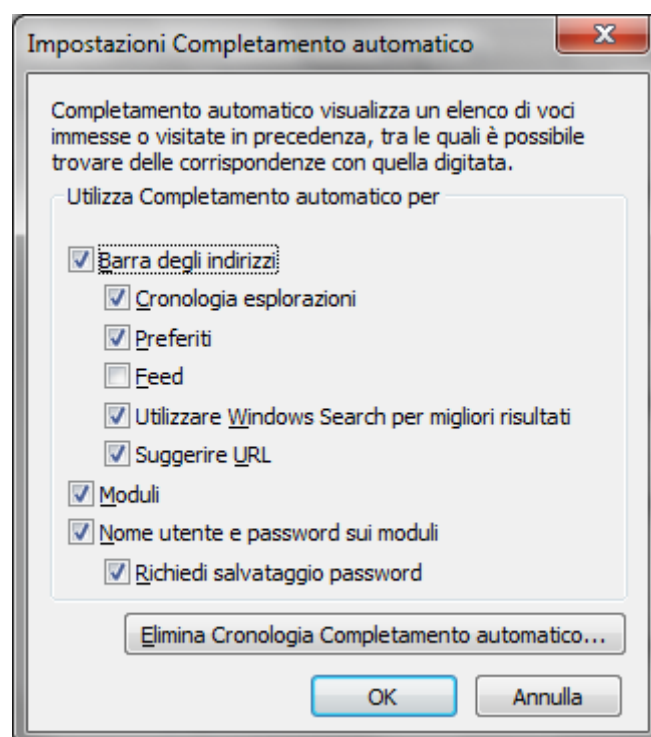 Impostazioni Completamento automatico
Completamento automatico visualizza un elenco di voci
immesse o visitate in precedenza, tra le quali è possibile
trovare delle corrispondenze con quella digitata.
Utilizza Completamento automatico per
Barra degli indirizzi
Cronologia esplorazioni
Preferiti
Feed
Utilizzare Windows Search per migliori risultati
Suggerire URL
Moduli
Nome utente e password sui moduli
Richiedi salvataggio password
Elimina Cronologia Completamento automatico...
OK Annulla